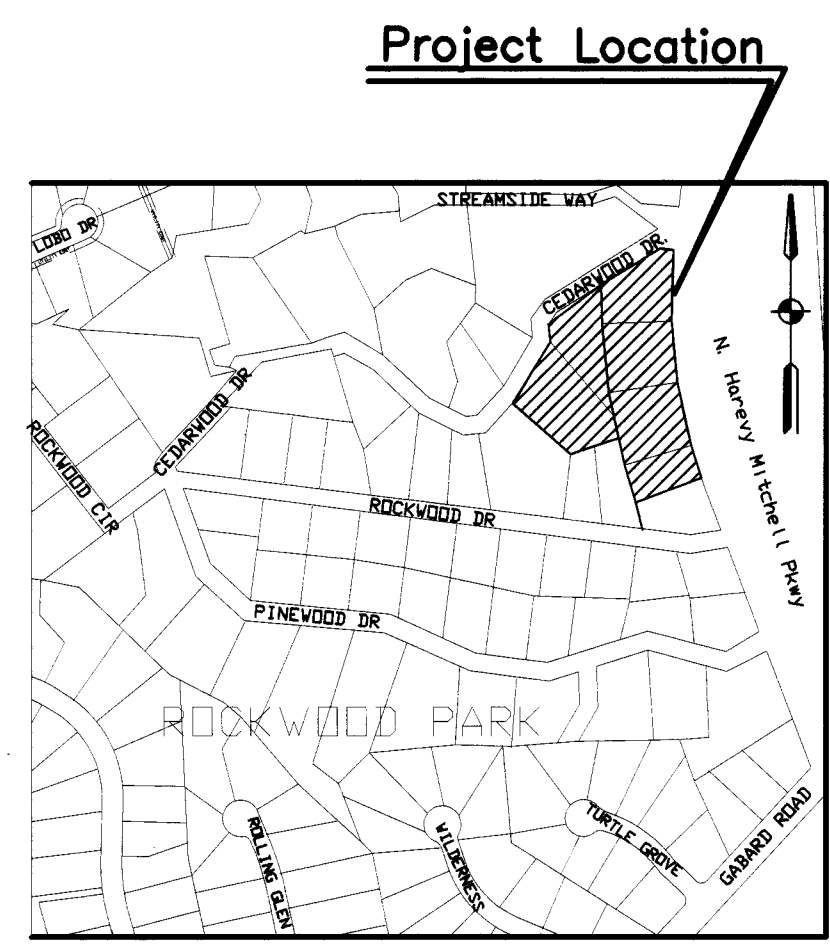 Project Location
STREAMSIDE WAY
LOBO DR
CEDARWOOD DR.
N. Harevy Mitchell Pkwy
CEDARWOOD DR
ROCKWOOD CIR
ROCKWOOD DR
PINEWOOD DR
ROCKWOOD PARK
ROLLING GLEN
WILDERNESS
TURTLE GROVE
GABARD ROAD